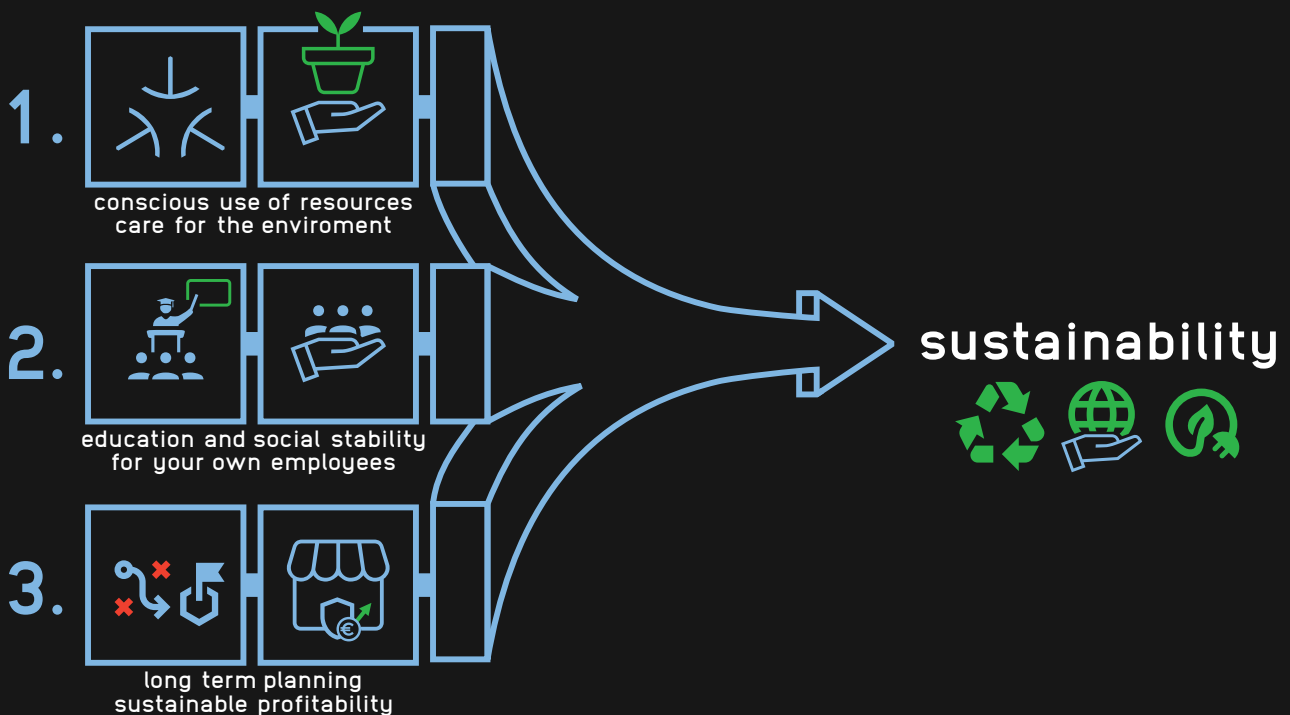 1.
conscious use of resources
care for the enviroment
2.
education and social stability
for your own employees
3.
€
long term planning
sustainable profitability
sustainability